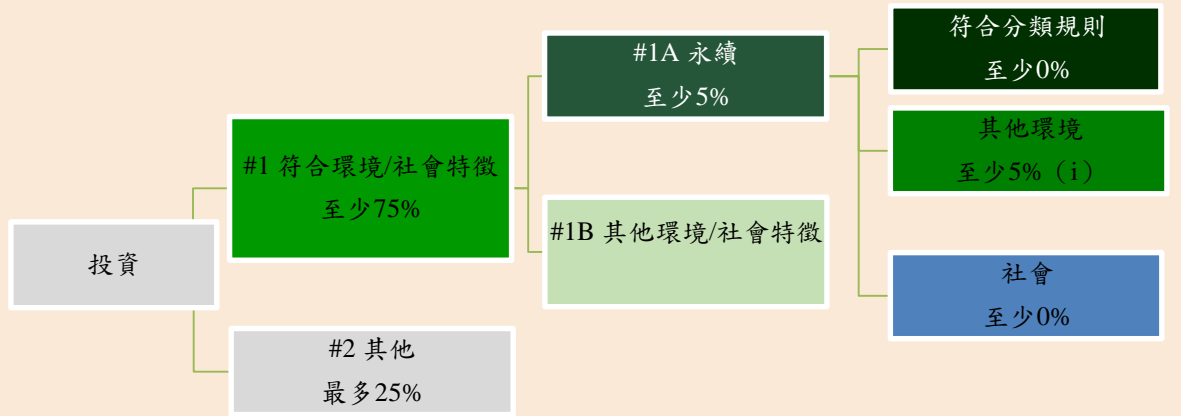 投資
#1 符合環境/社會特徵
至少75%
#2 其他
最多25%
#1A 永續
至少5%
#1B 其他環境/社會特徵
符合分類規則
至少0%
其他環境
至少5%（i）
社會
至少0%